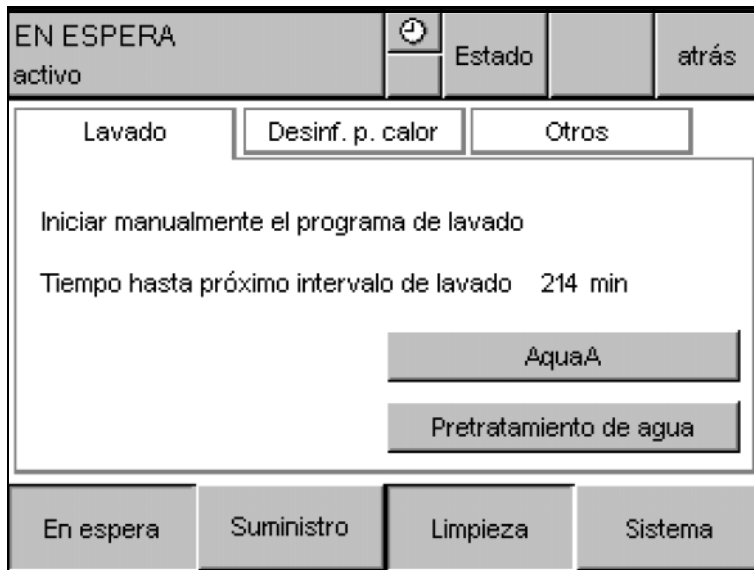 EN ESPERA
activo
Estado
atrás
Lavado
Desinf. p. calor
Otros
Iniciar manualmente el programa de lavado
Tiempo hasta próximo intervalo de lavado 214 min
AquaA
Pretratamiento de agua
En espera
Suministro
Limpieza
Sistema